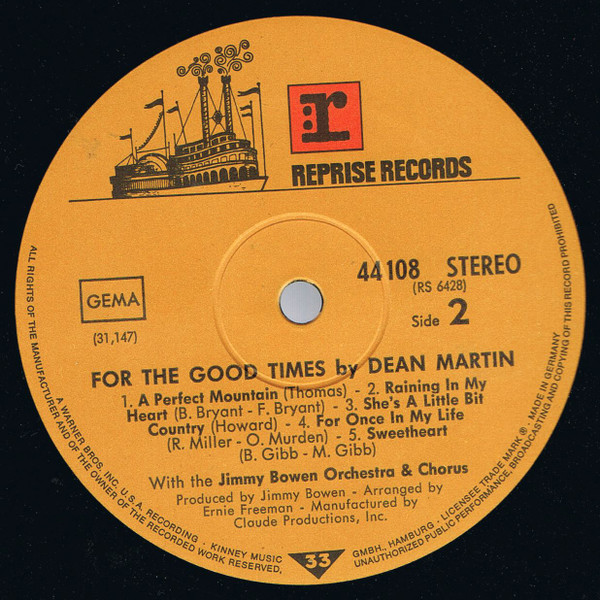 r
REPRISE RECORDS
44 108 STEREO
(RS 6428)
Side 2
GEMA
(31,147)
FOR THE GOOD TIMES by DEAN MARTIN
1. A Perfect Mountain (Thomas) - 2. Raining In My
Heart (B. Bryant - F. Bryant) - 3. She's A Little Bit
Country (Howard) - 4. For Once In My Life
(R. Miller - O. Murden) - 5. Sweetheart
(B. Gibb - M. Gibb)
With the Jimmy Bowen Orchestra & Chorus
Produced by Jimmy Bowen - Arranged by
Ernie Freeman - Manufactured by
Claude Productions, Inc.
33
ALL RIGHTS OF THE MANUFACTURER AND OF THE OWNER OF THE RECORDED WORK RESERVED,
UNAUTHORIZED PUBLIC PERFORMANCE, BROADCASTING AND COPYING OF THIS RECORD PROHIBITED
A WARNER BROS. INC. U.S.A. RECORDING - KINNEY MUSIC GMBH., HAMBURG - LICENSEE TRADE MARK ® - MADE IN GERMANY